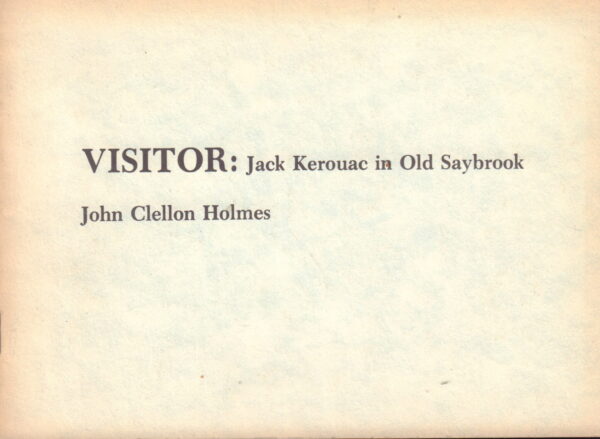 VISITOR: Jack Kerouac in Old Saybrook
John Clellon Holmes